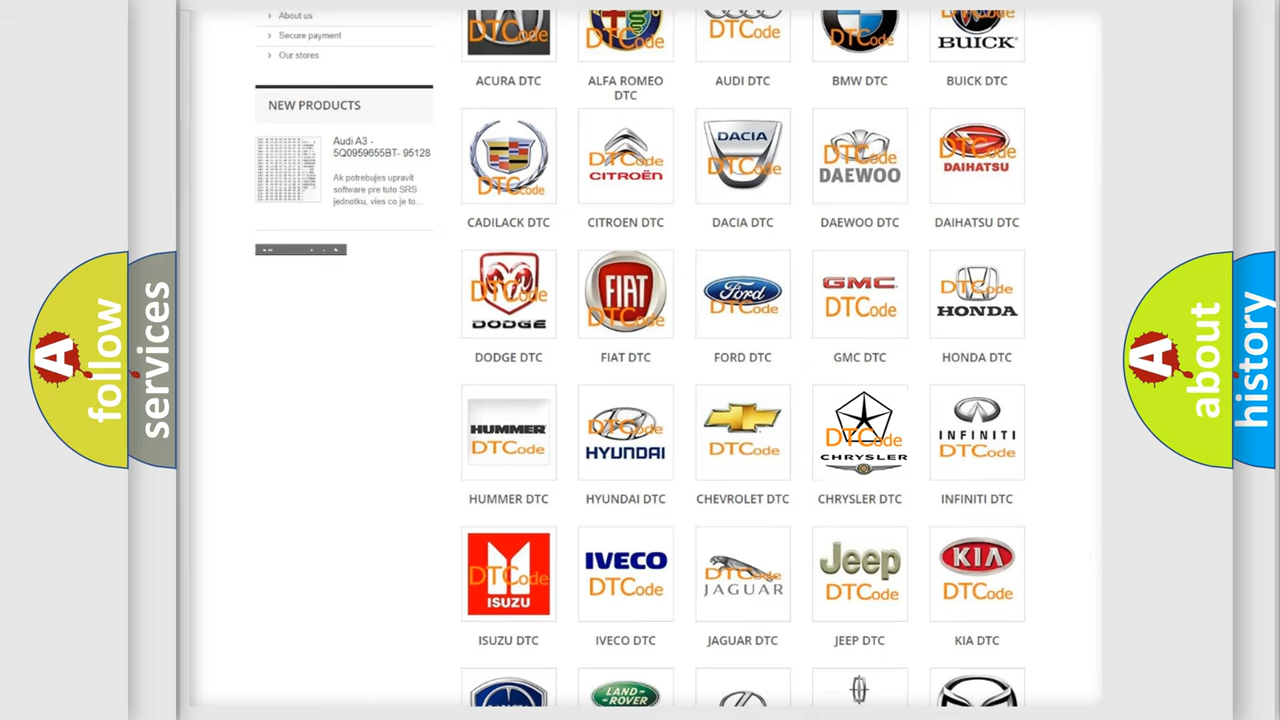 About us
Secure payment
Our stores
NEW PRODUCTS
Audi A3 -
5Q0959655BT- 95128
Ak potrebujes upravit
software pre tuto SRS
jednotku, vies co je to...
follow
services
about
history
A
A
DTCode
DTCode
DTCode
DTCode
BUICK
ACURA DTC
ALFA ROMEO
DTC
AUDI DTC
BMW DTC
BUICK DTC
DTCode
DTCode
CITROËN
DACIA
DTCode
DTCode
DAEWOO
DTCode
DAIHATSU
CADILACK DTC
CITROEN DTC
DACIA DTC
DAEWOO DTC
DAIHATSU DTC
DTCode
DODGE
FIAT
DTCode
Ford
DTCode
GMC
DTCode
DTCode
HONDA
DODGE DTC
FIAT DTC
FORD DTC
GMC DTC
HONDA DTC
HUMMER
DTCode
DTCode
HYUNDAI
DTCode
DTCode
CHRYSLER
INFINITI
DTCode
HUMMER DTC
HYUNDAI DTC
CHEVROLET DTC
CHRYSLER DTC
INFINITI DTC
DTCode
ISUZU
IVECO
DTCode
DTCode
JAGUAR
Jeep
DTCode
KIA
DTCode
ISUZU DTC
IVECO DTC
JAGUAR DTC
JEEP DTC
KIA DTC
LAND-
ROVER